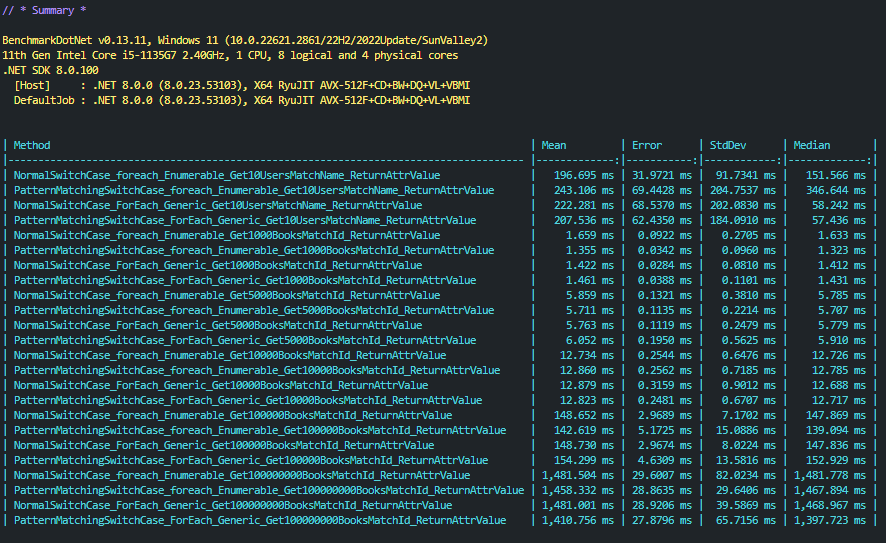 // * Summary *
BenchmarkDotNet v0.13.11, Windows 11 (10.0.22621.2861/22H2/2022Update/SunValley2)
11th Gen Intel Core i5-1135G7 2.40GHz, 1 CPU, 8 logical and 4 physical cores
.NET SDK 8.0.100
[Host]     : .NET 8.0.0 (8.0.23.53103), X64 RyuJIT AVX-512F+CD+BW+DQ+VL+VBMI
DefaultJob : .NET 8.0.0 (8.0.23.53103), X64 RyuJIT AVX-512F+CD+BW+DQ+VL+VBMI
| Method | Mean | Error | StdDev | Median |
|--- |---:|---:|---:|---:|
| NormalSwitchCase_foreach_Enumerable_Get10UsersMatchName_ReturnAttrValue | 196.695 ms | 31.9721 ms | 91.7341 ms | 151.566 ms |
| PatternMatchingSwitchCase_foreach_Enumerable_Get10UsersMatchName_ReturnAttrValue | 243.106 ms | 69.4428 ms | 204.7537 ms | 346.644 ms |
| NormalSwitchCase_ForEach_Generic_Get10UsersMatchName_ReturnAttrValue | 222.281 ms | 68.5370 ms | 202.0830 ms | 58.242 ms |
| PatternMatchingSwitchCase_ForEach_Generic_Get10UsersMatchName_ReturnAttrValue | 207.536 ms | 62.4350 ms | 184.0910 ms | 57.436 ms |
| NormalSwitchCase_foreach_Enumerable_Get1000BooksMatchId_ReturnAttrValue | 1.659 ms | 0.0922 ms | 0.2705 ms | 1.633 ms |
| PatternMatchingSwitchCase_foreach_Enumerable_Get1000BooksMatchId_ReturnAttrValue | 1.355 ms | 0.0342 ms | 0.0960 ms | 1.323 ms |
| NormalSwitchCase_ForEach_Generic_Get1000BooksMatchId_ReturnAttrValue | 1.422 ms | 0.0284 ms | 0.0810 ms | 1.412 ms |
| PatternMatchingSwitchCase_ForEach_Generic_Get1000BooksMatchId_ReturnAttrValue | 1.461 ms | 0.0388 ms | 0.1101 ms | 1.431 ms |
| NormalSwitchCase_foreach_Enumerable_Get5000BooksMatchId_ReturnAttrValue | 5.859 ms | 0.1321 ms | 0.3810 ms | 5.785 ms |
| PatternMatchingSwitchCase_foreach_Enumerable_Get5000BooksMatchId_ReturnAttrValue | 5.711 ms | 0.1135 ms | 0.2214 ms | 5.707 ms |
| NormalSwitchCase_ForEach_Generic_Get5000BooksMatchId_ReturnAttrValue | 5.763 ms | 0.1119 ms | 0.2479 ms | 5.779 ms |
| PatternMatchingSwitchCase_ForEach_Generic_Get5000BooksMatchId_ReturnAttrValue | 6.052 ms | 0.1950 ms | 0.5625 ms | 5.910 ms |
| NormalSwitchCase_foreach_Enumerable_Get10000BooksMatchId_ReturnAttrValue | 12.734 ms | 0.2544 ms | 0.6476 ms | 12.726 ms |
| PatternMatchingSwitchCase_foreach_Enumerable_Get10000BooksMatchId_ReturnAttrValue | 12.860 ms | 0.2562 ms | 0.7185 ms | 12.785 ms |
| NormalSwitchCase_ForEach_Generic_Get10000BooksMatchId_ReturnAttrValue | 12.879 ms | 0.3159 ms | 0.9012 ms | 12.688 ms |
| PatternMatchingSwitchCase_ForEach_Generic_Get10000BooksMatchId_ReturnAttrValue | 12.823 ms | 0.2481 ms | 0.6707 ms | 12.717 ms |
| NormalSwitchCase_foreach_Enumerable_Get100000BooksMatchId_ReturnAttrValue | 148.652 ms | 2.9689 ms | 7.1702 ms | 147.869 ms |
| PatternMatchingSwitchCase_foreach_Enumerable_Get100000BooksMatchId_ReturnAttrValue | 142.619 ms | 5.1725 ms | 15.0886 ms | 139.094 ms |
| NormalSwitchCase_ForEach_Generic_Get100000BooksMatchId_ReturnAttrValue | 148.730 ms | 2.9674 ms | 8.0224 ms | 147.836 ms |
| PatternMatchingSwitchCase_ForEach_Generic_Get100000BooksMatchId_ReturnAttrValue | 154.299 ms | 4.6309 ms | 13.5816 ms | 152.929 ms |
| NormalSwitchCase_foreach_Enumerable_Get100000000BooksMatchId_ReturnAttrValue | 1,481.504 ms | 29.6007 ms | 82.0234 ms | 1,481.778 ms |
| PatternMatchingSwitchCase_foreach_Enumerable_Get100000000BooksMatchId_ReturnAttrValue | 1,458.332 ms | 28.8635 ms | 29.6406 ms | 1,467.894 ms |
| NormalSwitchCase_ForEach_Generic_Get100000000BooksMatchId_ReturnAttrValue | 1,481.001 ms | 28.9206 ms | 39.5869 ms | 1,468.967 ms |
| PatternMatchingSwitchCase_ForEach_Generic_Get100000000BooksMatchId_ReturnAttrValue | 1,410.756 ms | 27.8796 ms | 65.7156 ms | 1,397.723 ms |